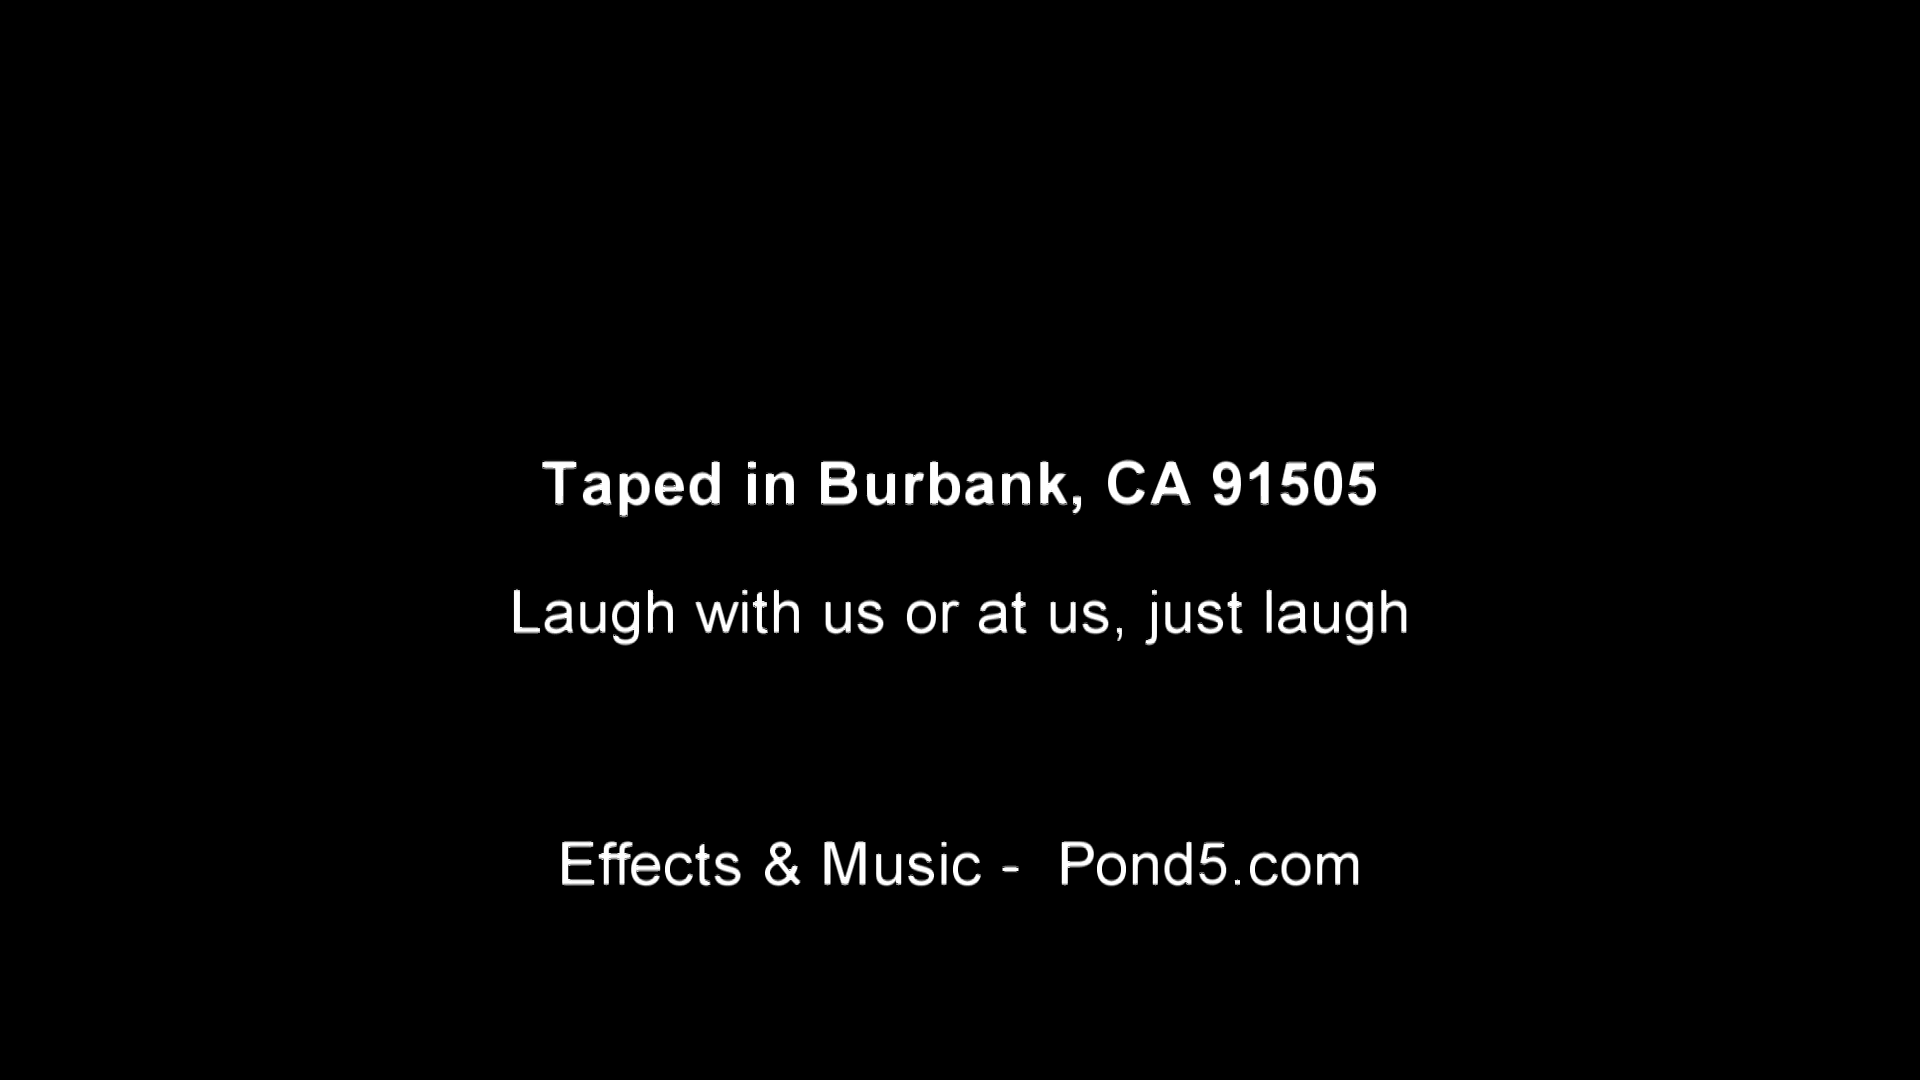 Taped in Burbank, CA 91505
Laugh with us or at us, just laugh
Effects & Music -  Pond5.com